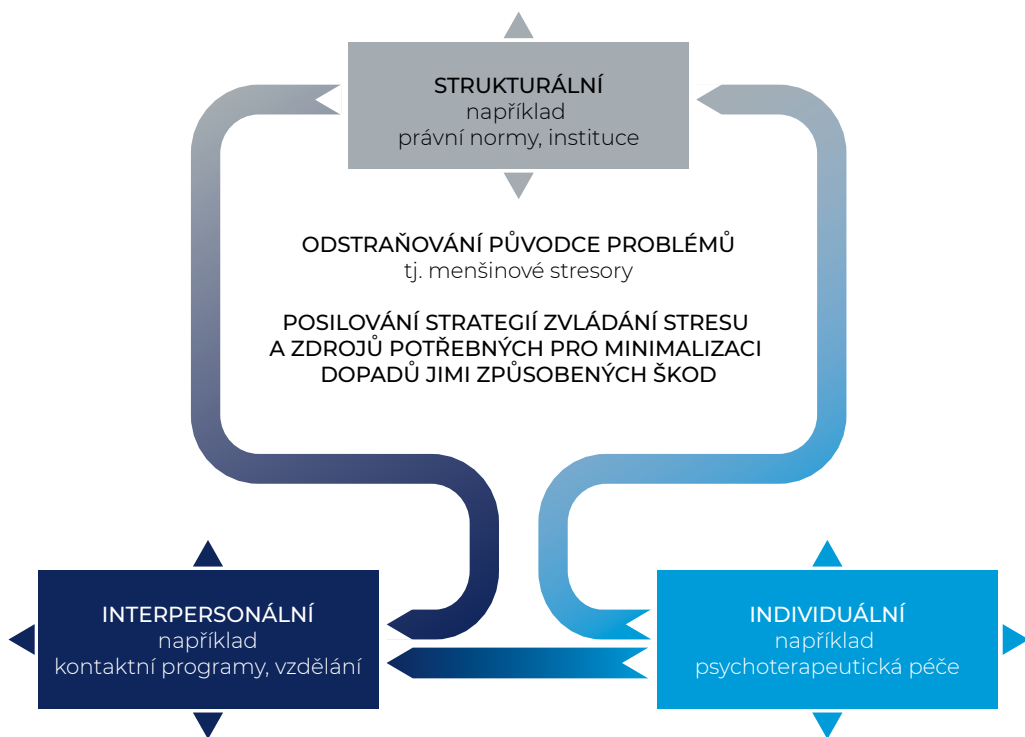 STRUKTURÁLNÍ
například
právní normy, instituce
ODSTRAŇOVÁNÍ PŮVODCE PROBLÉMŮ
tj. menšinové stresory
POSILOVÁNÍ STRATEGIÍ ZVLÁDÁNÍ STRESU
A ZDROJŮ POTŘEBNÝCH PRO MINIMALIZACI
DOPADŮ JIMI ZPŮSOBENÝCH ŠKOD
INTERPERSONÁLNÍ
například
kontaktní programy, vzdělání
INDIVIDUÁLNÍ
například
psychoterapeutická péče